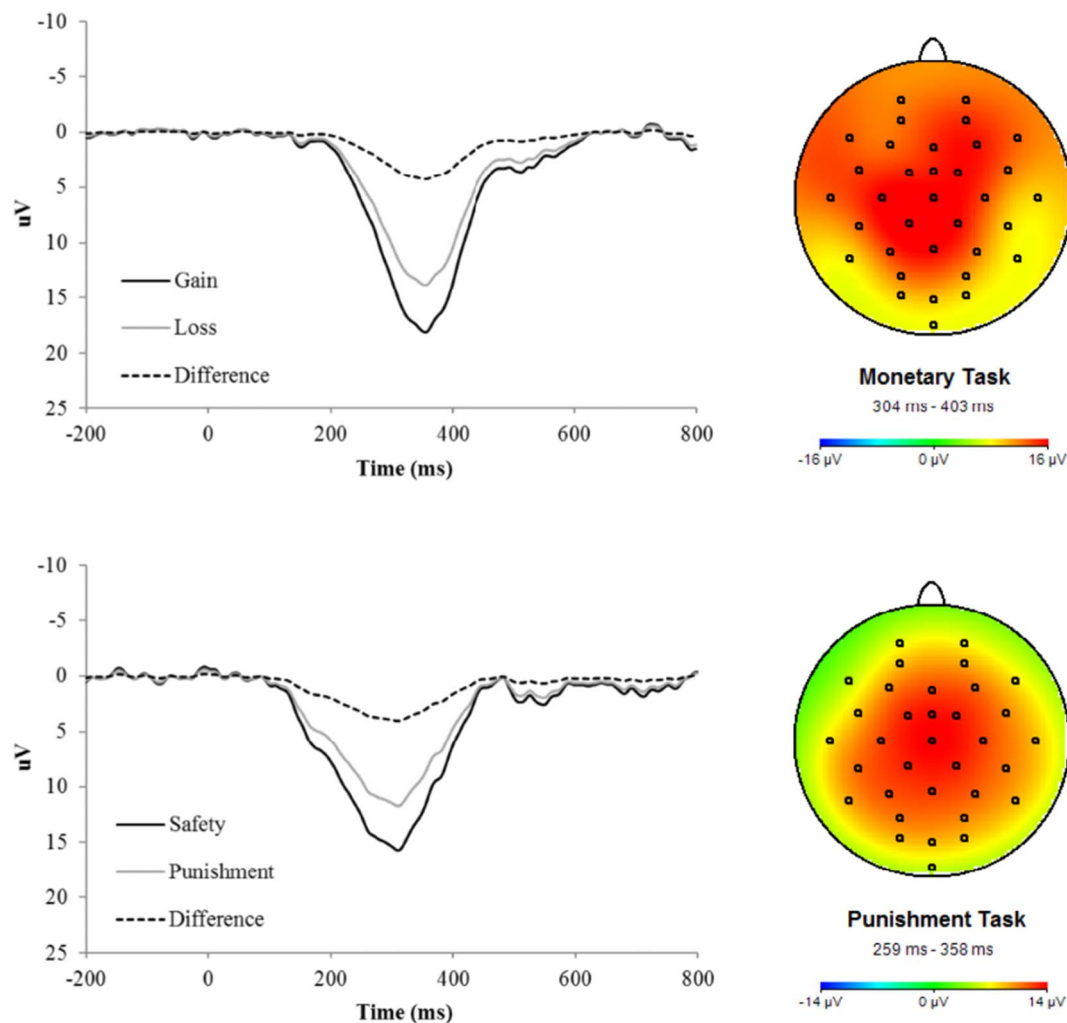 -10
-5
0
5
10
15
20
25
uV
Gain
Loss
Difference
-200 0 200 400 600 800
Time (ms)
Monetary Task
304 ms - 403 ms
-16 µV 0 µV 16 µV
-10
-5
0
5
10
15
20
25
uV
Safety
Punishment
Difference
-200 0 200 400 600 800
Time (ms)
Punishment Task
259 ms - 358 ms
-14 µV 0 µV 14 µV